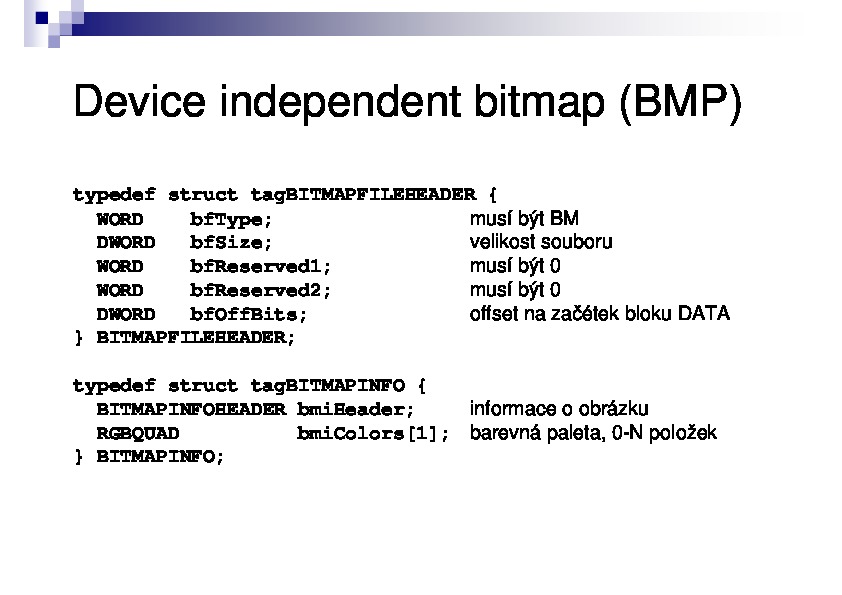 Device independent bitmap (BMP)
typedef struct tagBITMAPFILEHEADER {
WORD bfType; musí být BM
DWORD bfSize; velikost souboru
WORD bfReserved1; musí být 0
WORD bfReserved2; musí být 0
DWORD bfOffBits; offset na začétek bloku DATA
} BITMAPFILEHEADER;
typedef struct tagBITMAPINFO {
BITMAPINFOHEADER bmiHeader; informace o obrázku
RGBQUAD bmiColors[1]; barevná paleta, 0-N položek
} BITMAPINFO;